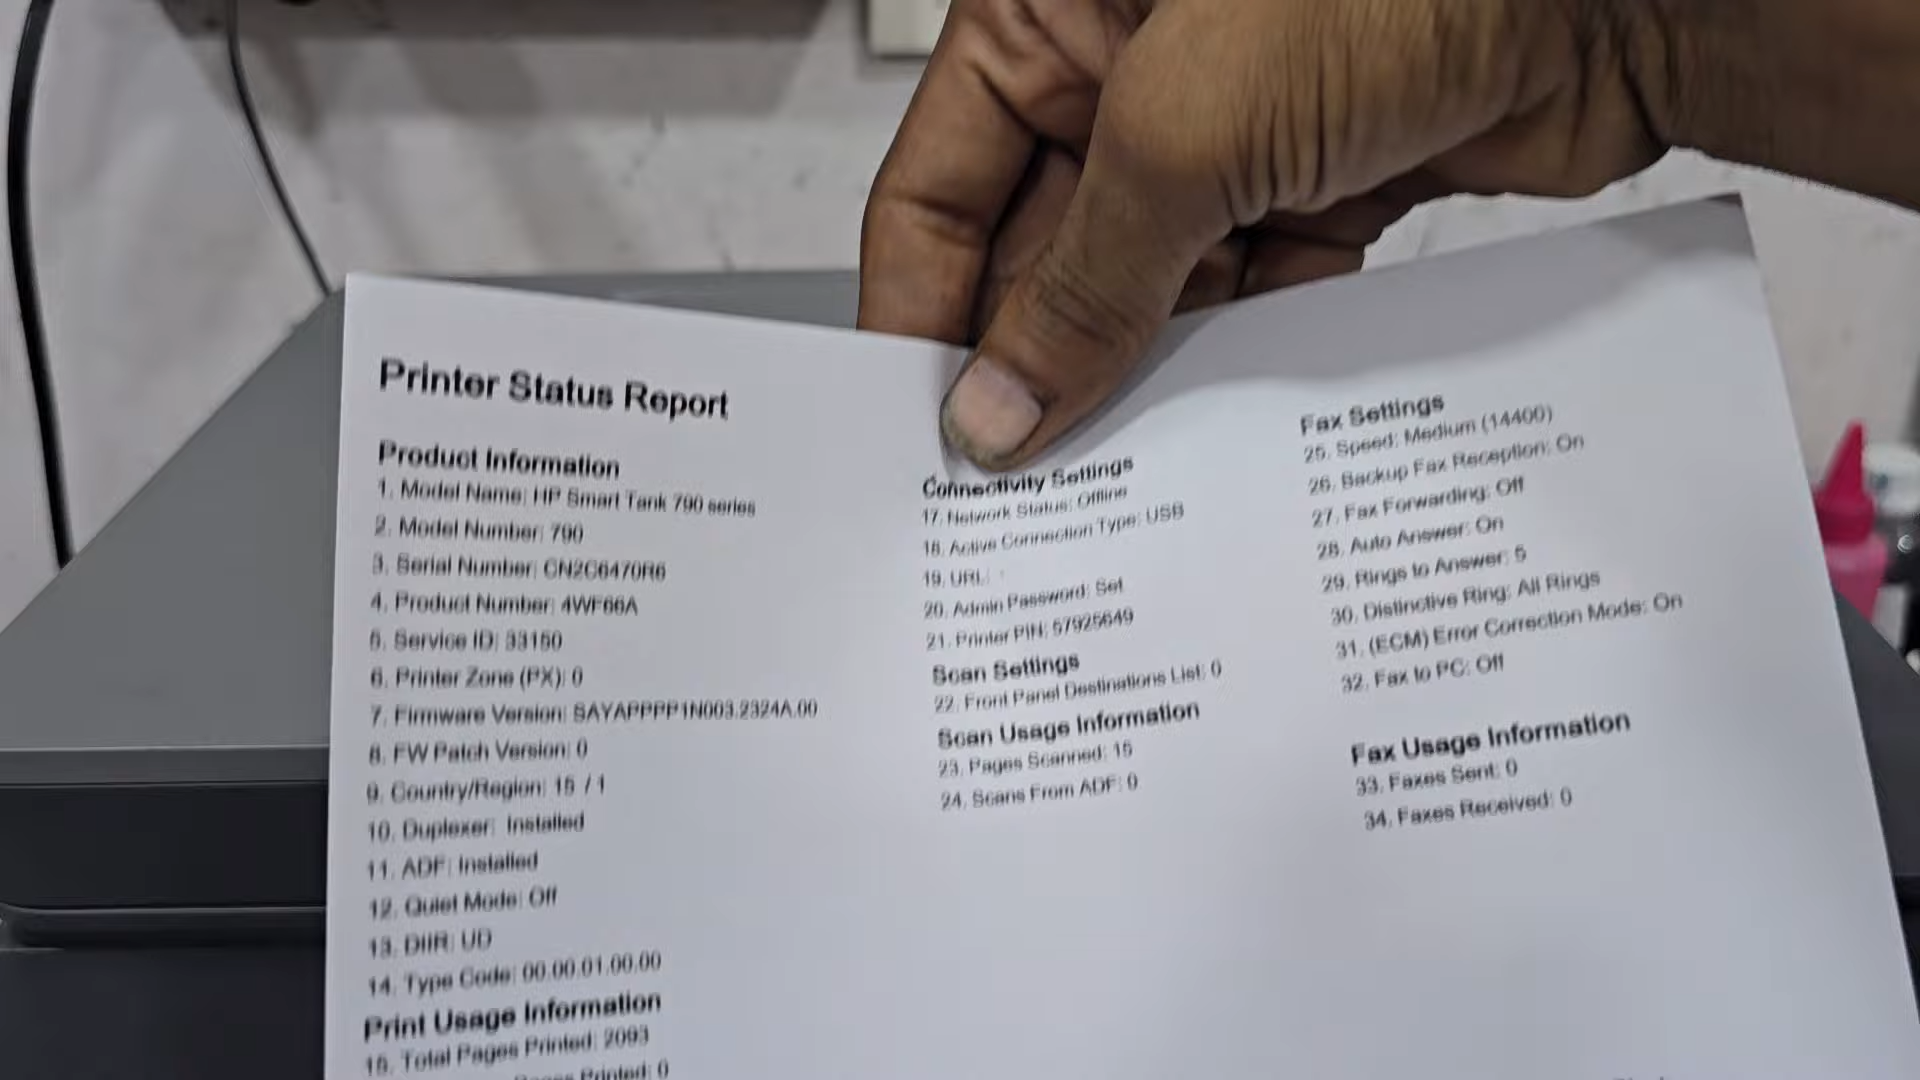 Printer Status Report
Product Information
1. Model Name: HP Smart Tank 790 series
2. Model Number: 790
3. Serial Number: CN2C6470R6
4. Product Number: 4WF66A
5. Service ID: 33160
6. Printer Zone (PX): 0
7. Firmware Version: SAYAPPPP1N003.2324A.00
8. FW Patch Version: 0
9. Country/Region: 15 / 1
10. Duplexer: Installed
11. ADF: Installed
12. Quiet Mode: Off
13. DIIR: UD
14. Type Code: 00.00.01.00.00
Print Usage Information
15. Total Pages Printed: 2093
Printed: 0
Connectivity Settings
17. Network Status: Offline
18. Active Connection Type: USB
19. URL:
20. Admin Password: Set
21. Printer PIN: 57925649
Scan Settings
22. Front Panel Destinations List: 0
Scan Usage Information
23. Pages Scanned: 15
24. Scans From ADF: 0
Fax Settings
25. Speed: Medium (14400)
26. Backup Fax Reception: On
27. Fax Forwarding: Off
28. Auto Answer: On
29. Rings to Answer: 5
30. Distinctive Ring: All Rings
31. (ECM) Error Correction Mode: On
32. Fax to PC: Off
Fax Usage Information
33. Faxes Sent: 0
34. Faxes Received: 0